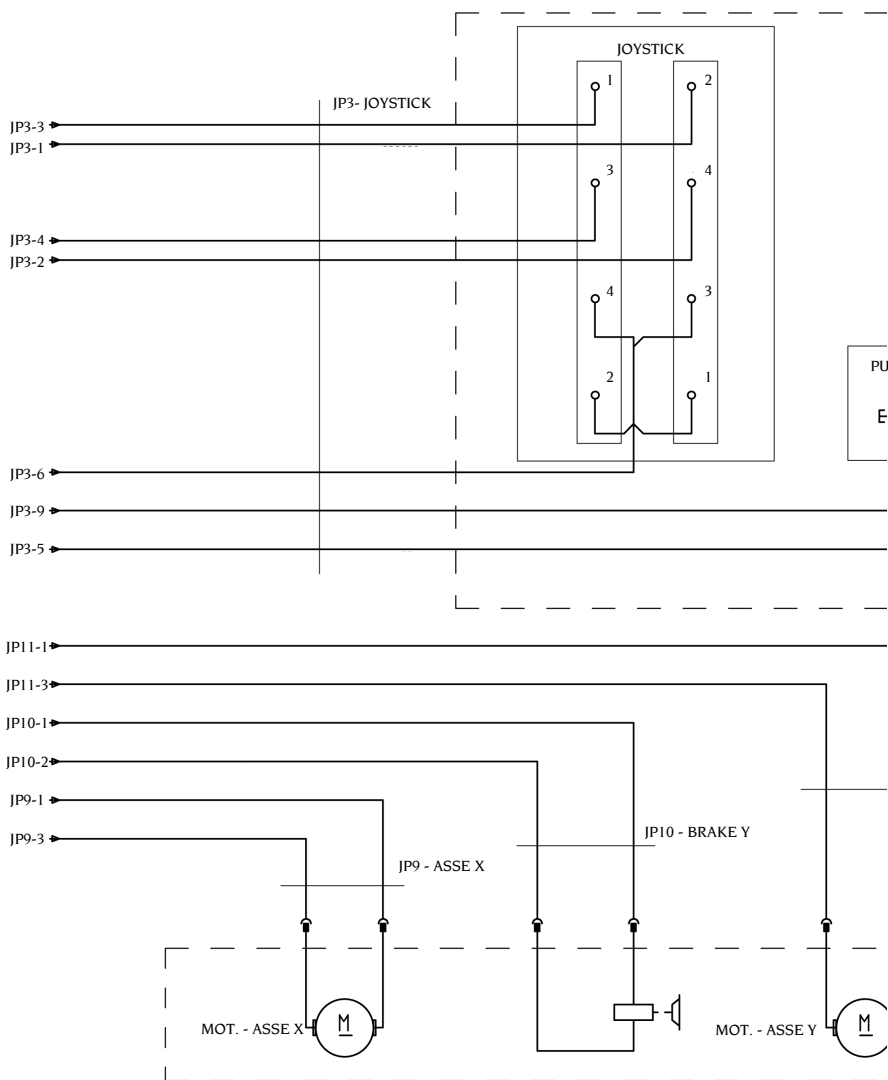 JOYSTICK
1 2
JP3- JOYSTICK
JP3-3
JP3-1
3 4
JP3-4
JP3-2
4 3
PU
2 1
E
JP3-6
JP3-9
JP3-5
JP11-1
JP11-3
JP10-1
JP10-2
JP9-1
JP10 - BRAKE Y
JP9-3
JP9 - ASSE X
MOT. - ASSE X
M
MOT. - ASSE Y
M